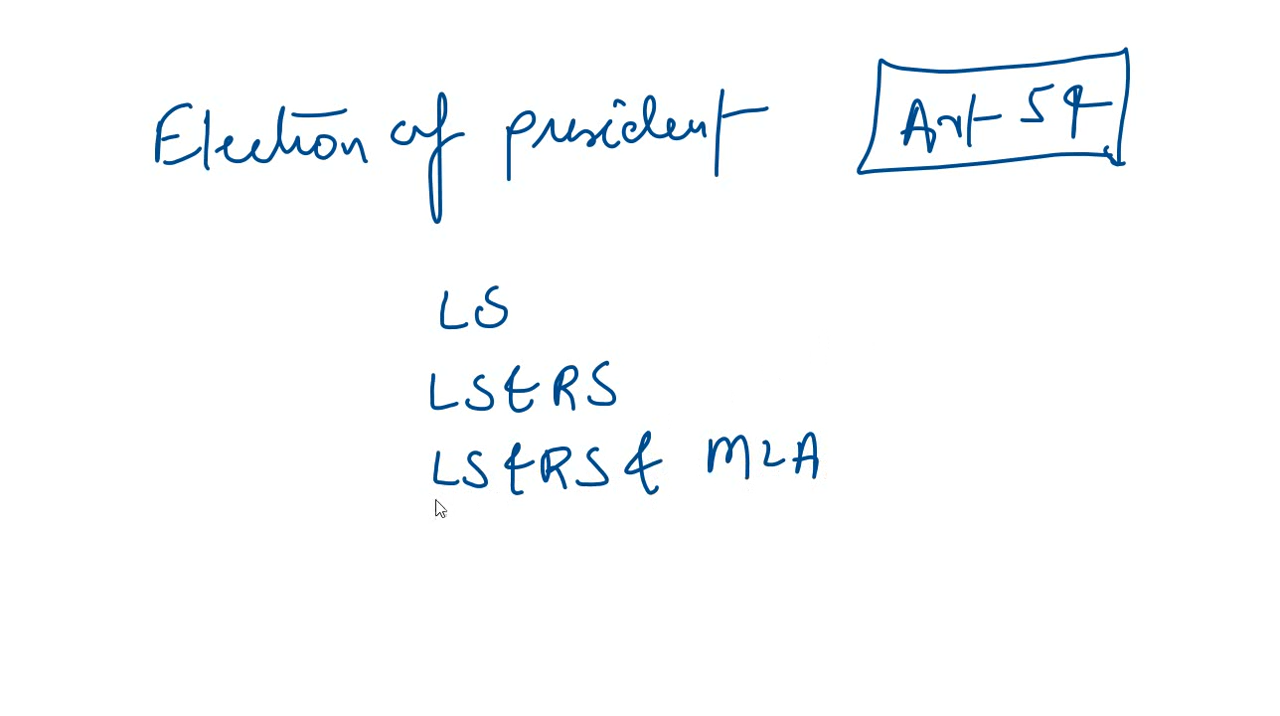 Election of president
Art-54
LS
LS & RS
LS & RS & MLA